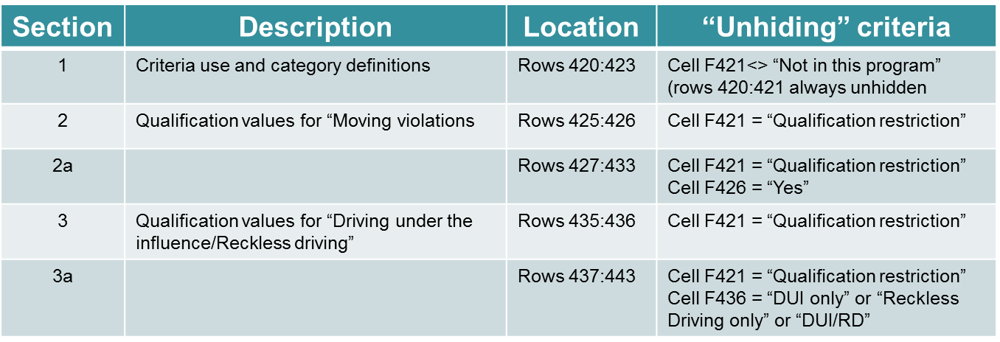 Section Description Location “Unhiding” criteria
1 Criteria use and category definitions Rows 420:423 Cell F421<> “Not in this program”
(rows 420:421 always unhidden
2 Qualification values for “Moving violations Rows 425:426 Cell F421 = “Qualification restriction”
2a Rows 427:433 Cell F421 = “Qualification restriction”
Cell F426 = “Yes”
3 Qualification values for “Driving under the Rows 435:436 Cell F421 = “Qualification restriction”
influence/Reckless driving”
3a Rows 437:443 Cell F421 = “Qualification restriction”
Cell F436 = “DUI only” or “Reckless
Driving only” or “DUI/RD”